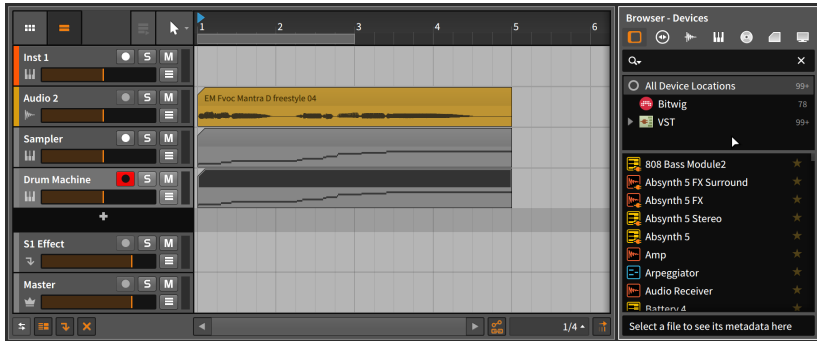 1 2 3 4 5 6
Inst 1 S M
Audio 2 S M
EM Fvoc Mantra D freestyle 04
Sampler S M
Drum Machine S M
+
S1 Effect S M
Master S M
1/4
Browser - Devices
All Device Locations 99+
Bitwig 78
VST 99+
808 Bass Module2
Absynth 5 FX Surround
Absynth 5 FX
Absynth 5 Stereo
Absynth 5
Amp
Arpeggiator
Audio Receiver
Battery 4
Select a file to see its metadata here